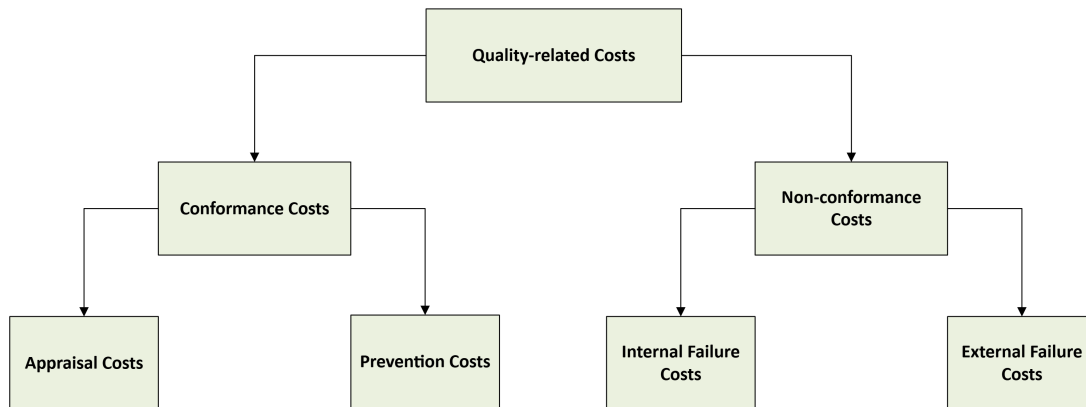 Quality-related Costs
Conformance Costs
Non-conformance
Costs
Appraisal Costs
Prevention Costs
Internal Failure
Costs
External Failure
Costs